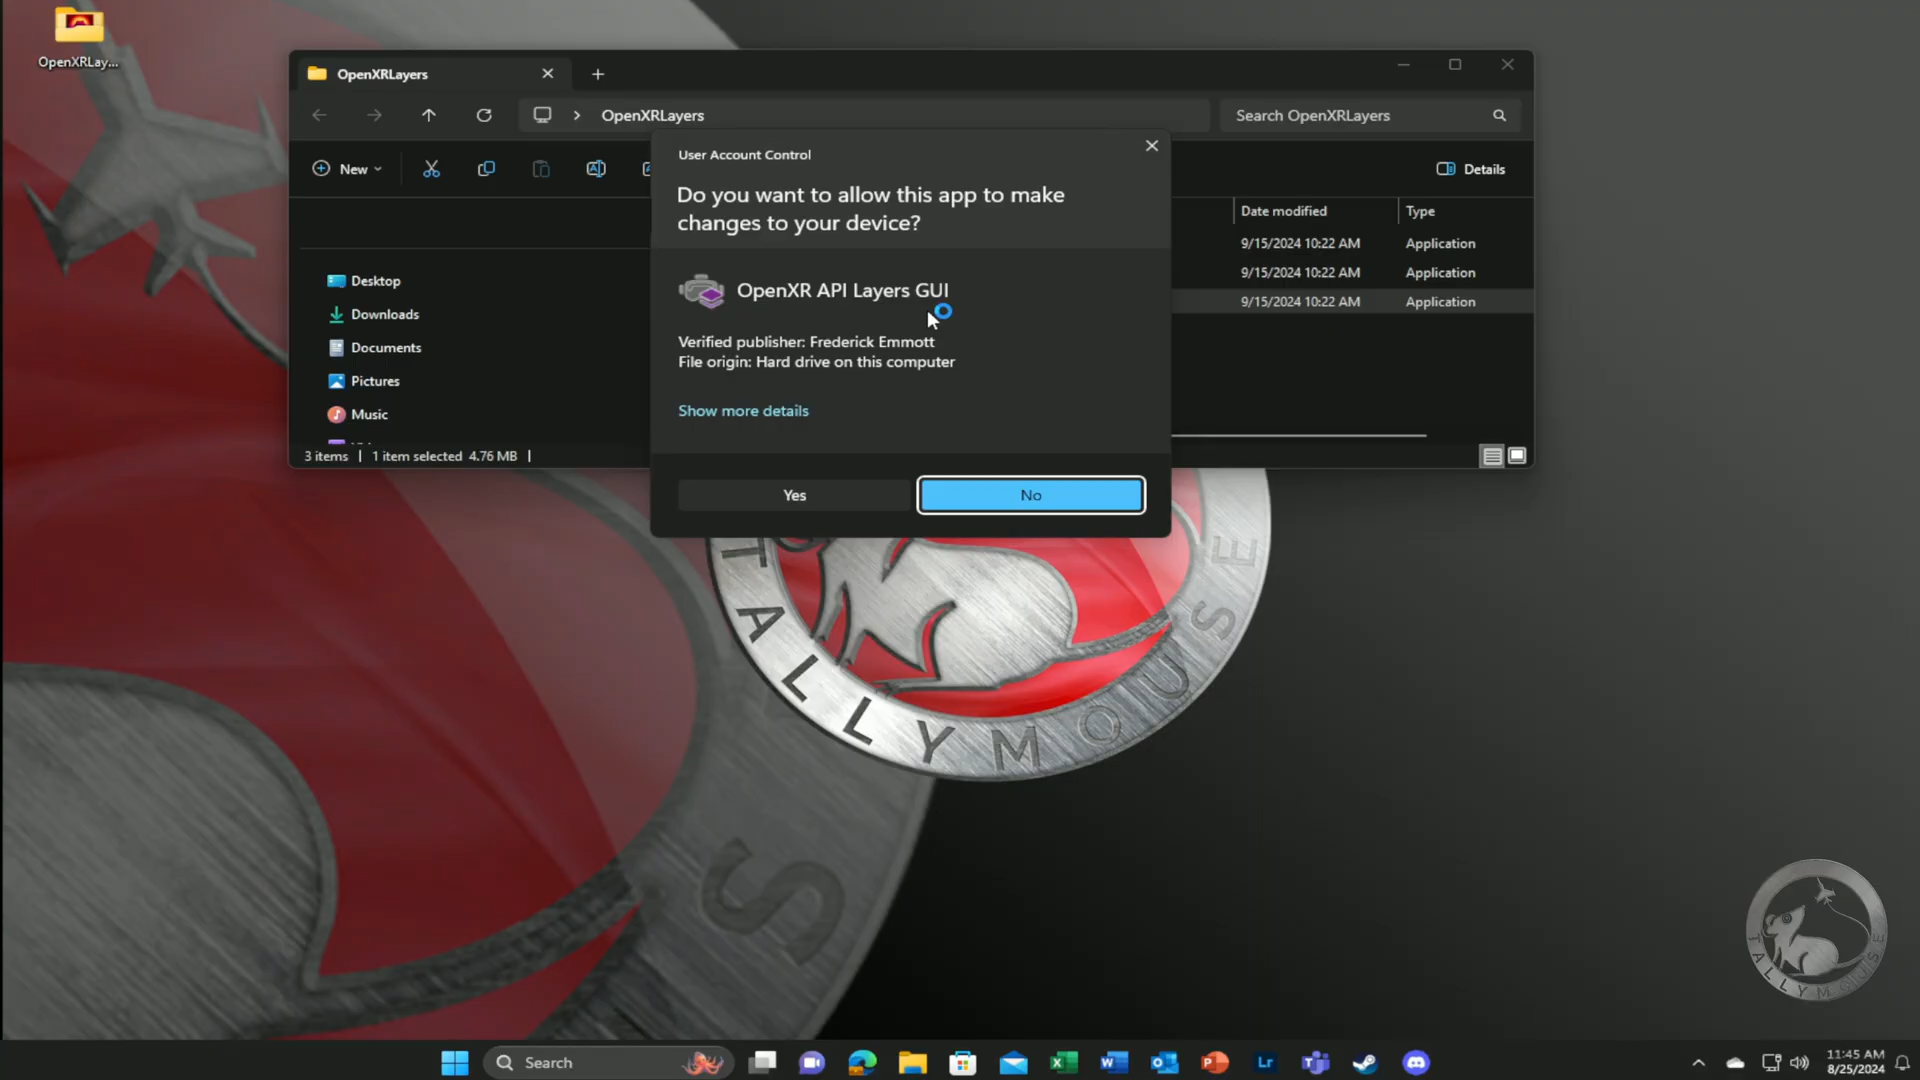 OpenXRLay...
OpenXRLayers
OpenXRLayers
Search OpenXRLayers
New
Details
Date modified
Type
9/15/2024 10:22 AM
Application
9/15/2024 10:22 AM
Application
9/15/2024 10:22 AM
Application
Desktop
Downloads
Documents
Pictures
Music
3 items
1 item selected 4.76 MB
User Account Control
Do you want to allow this app to make
changes to your device?
OpenXR API Layers GUI
Verified publisher: Frederick Emmott
File origin: Hard drive on this computer
Show more details
Yes
No
TALLYMOUSE
S
TALLYMOUSE
Search
Lr
11:45 AM
8/25/2024